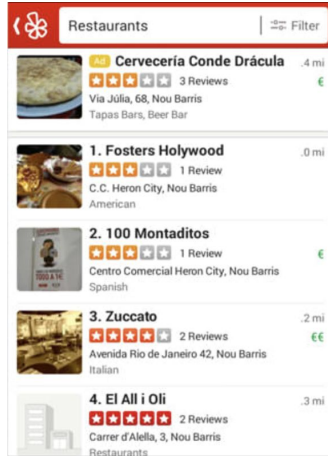 Restaurants
Filter
Ad Cervecería Conde Drácula .4 mi
3 Reviews €
Via Júlia, 68, Nou Barris
Tapas Bars, Beer Bar
1. Fosters Holywood .0 mi
1 Review
C.C. Heron City, Nou Barris
American
2. 100 Montaditos
1 Review €
Centro Comercial Heron City, Nou Barris
Spanish
TODO A 1€
3. Zuccato .2 mi
2 Reviews €€
Avenida Rio de Janeiro 42, Nou Barris
Italian
4. El All i Oli .3 mi
2 Reviews
Carrer d'Alella, 3, Nou Barris
Restaurants